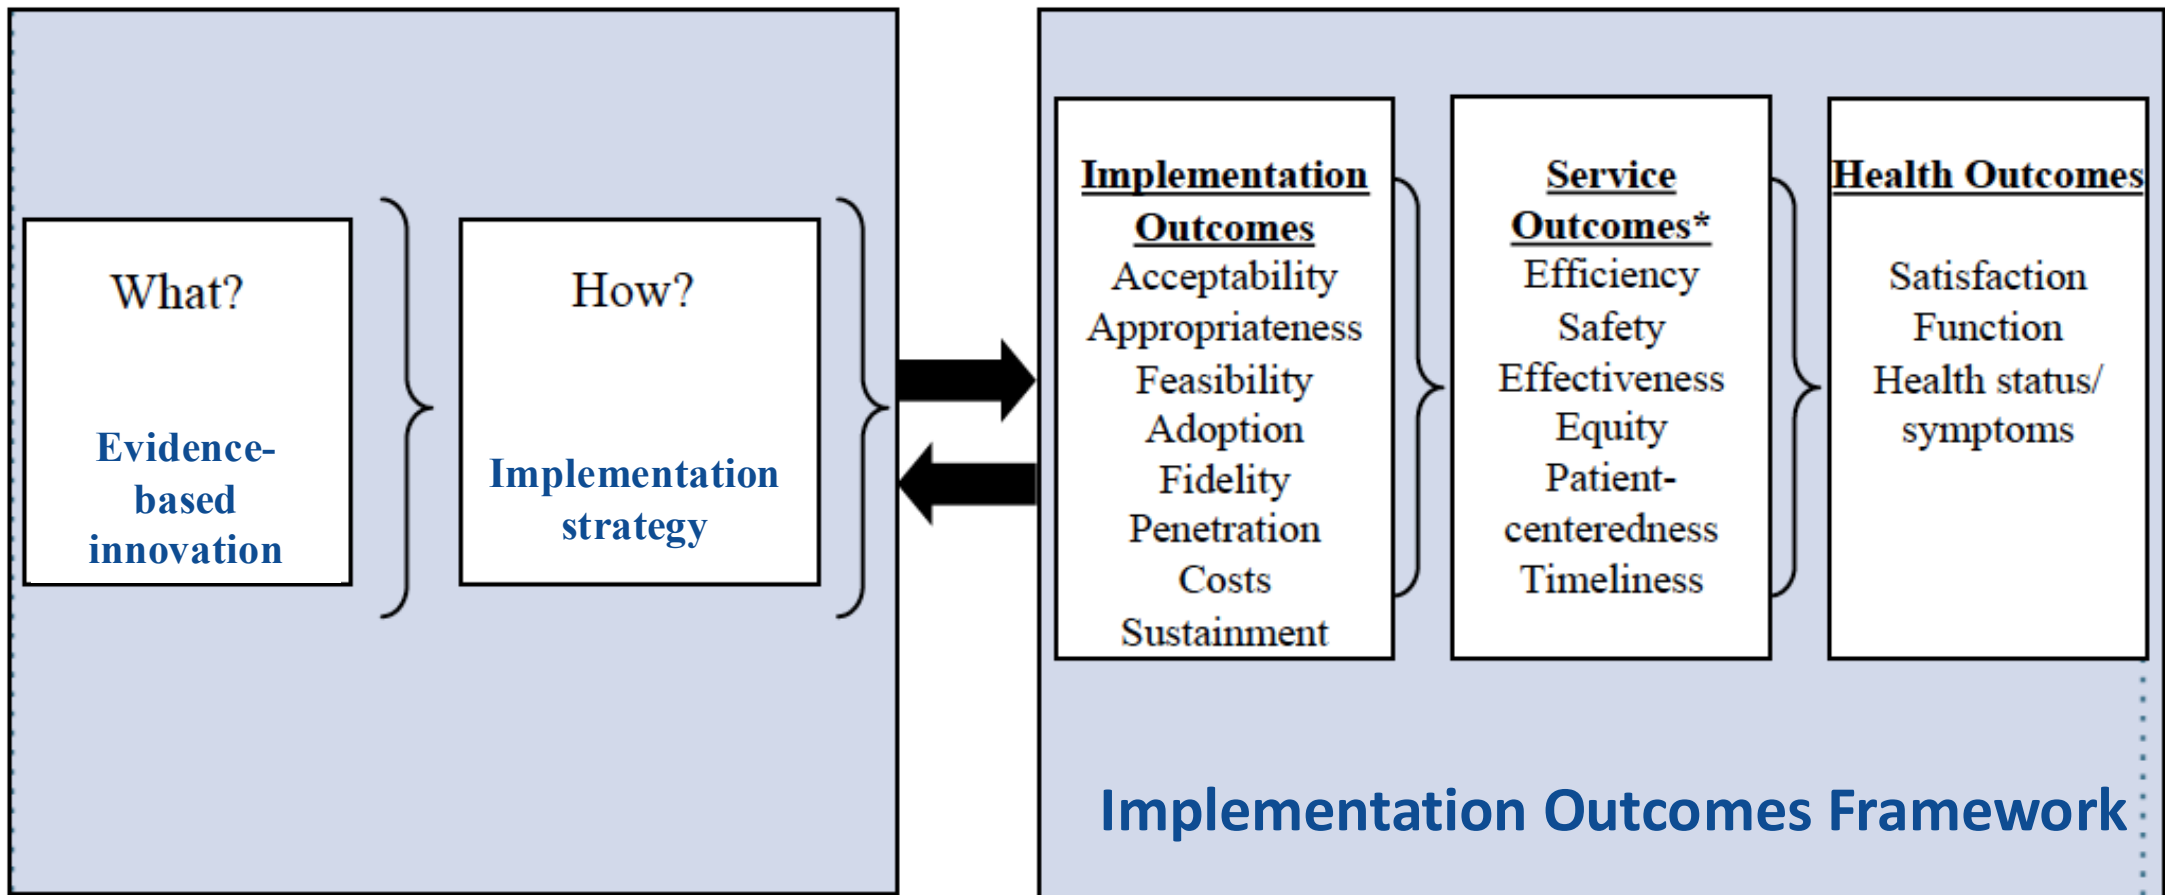 What?
Evidence-
based
innovation
How?
Implementation
strategy
Implementation
Outcomes
Acceptability
Appropriateness
Feasibility
Adoption
Fidelity
Penetration
Costs
Sustainment
Service
Outcomes*
Efficiency
Safety
Effectiveness
Equity
Patient-
centeredness
Timeliness
Health Outcomes
Satisfaction
Function
Health status/
symptoms
Implementation Outcomes Framework